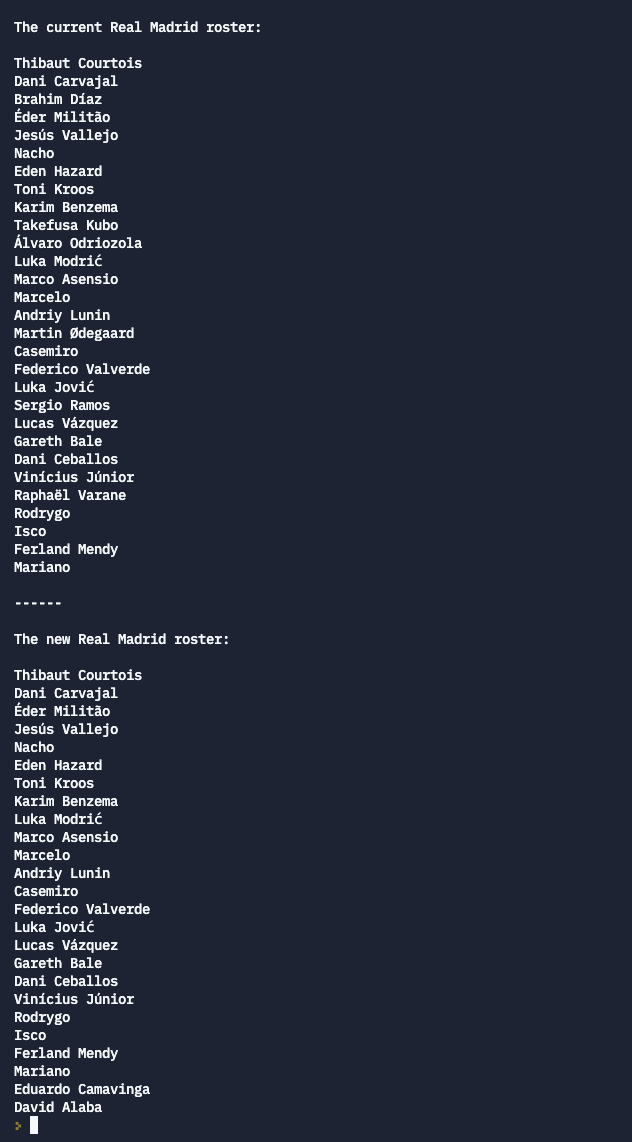 The current Real Madrid roster:
Thibaut Courtois
Dani Carvajal
Brahim Díaz
Éder Militão
Jesús Vallejo
Nacho
Eden Hazard
Toni Kroos
Karim Benzema
Takefusa Kubo
Álvaro Odriozola
Luka Modrić
Marco Asensio
Marcelo
Andriy Lunin
Martin Ødegaard
Casemiro
Federico Valverde
Luka Jović
Sergio Ramos
Lucas Vázquez
Gareth Bale
Dani Ceballos
Vinícius Júnior
Raphaël Varane
Rodrygo
Isco
Ferland Mendy
Mariano
------
The new Real Madrid roster:
Thibaut Courtois
Dani Carvajal
Éder Militão
Jesús Vallejo
Nacho
Eden Hazard
Toni Kroos
Karim Benzema
Luka Modrić
Marco Asensio
Marcelo
Andriy Lunin
Casemiro
Federico Valverde
Luka Jović
Lucas Vázquez
Gareth Bale
Dani Ceballos
Vinícius Júnior
Rodrygo
Isco
Ferland Mendy
Mariano
Eduardo Camavinga
David Alaba